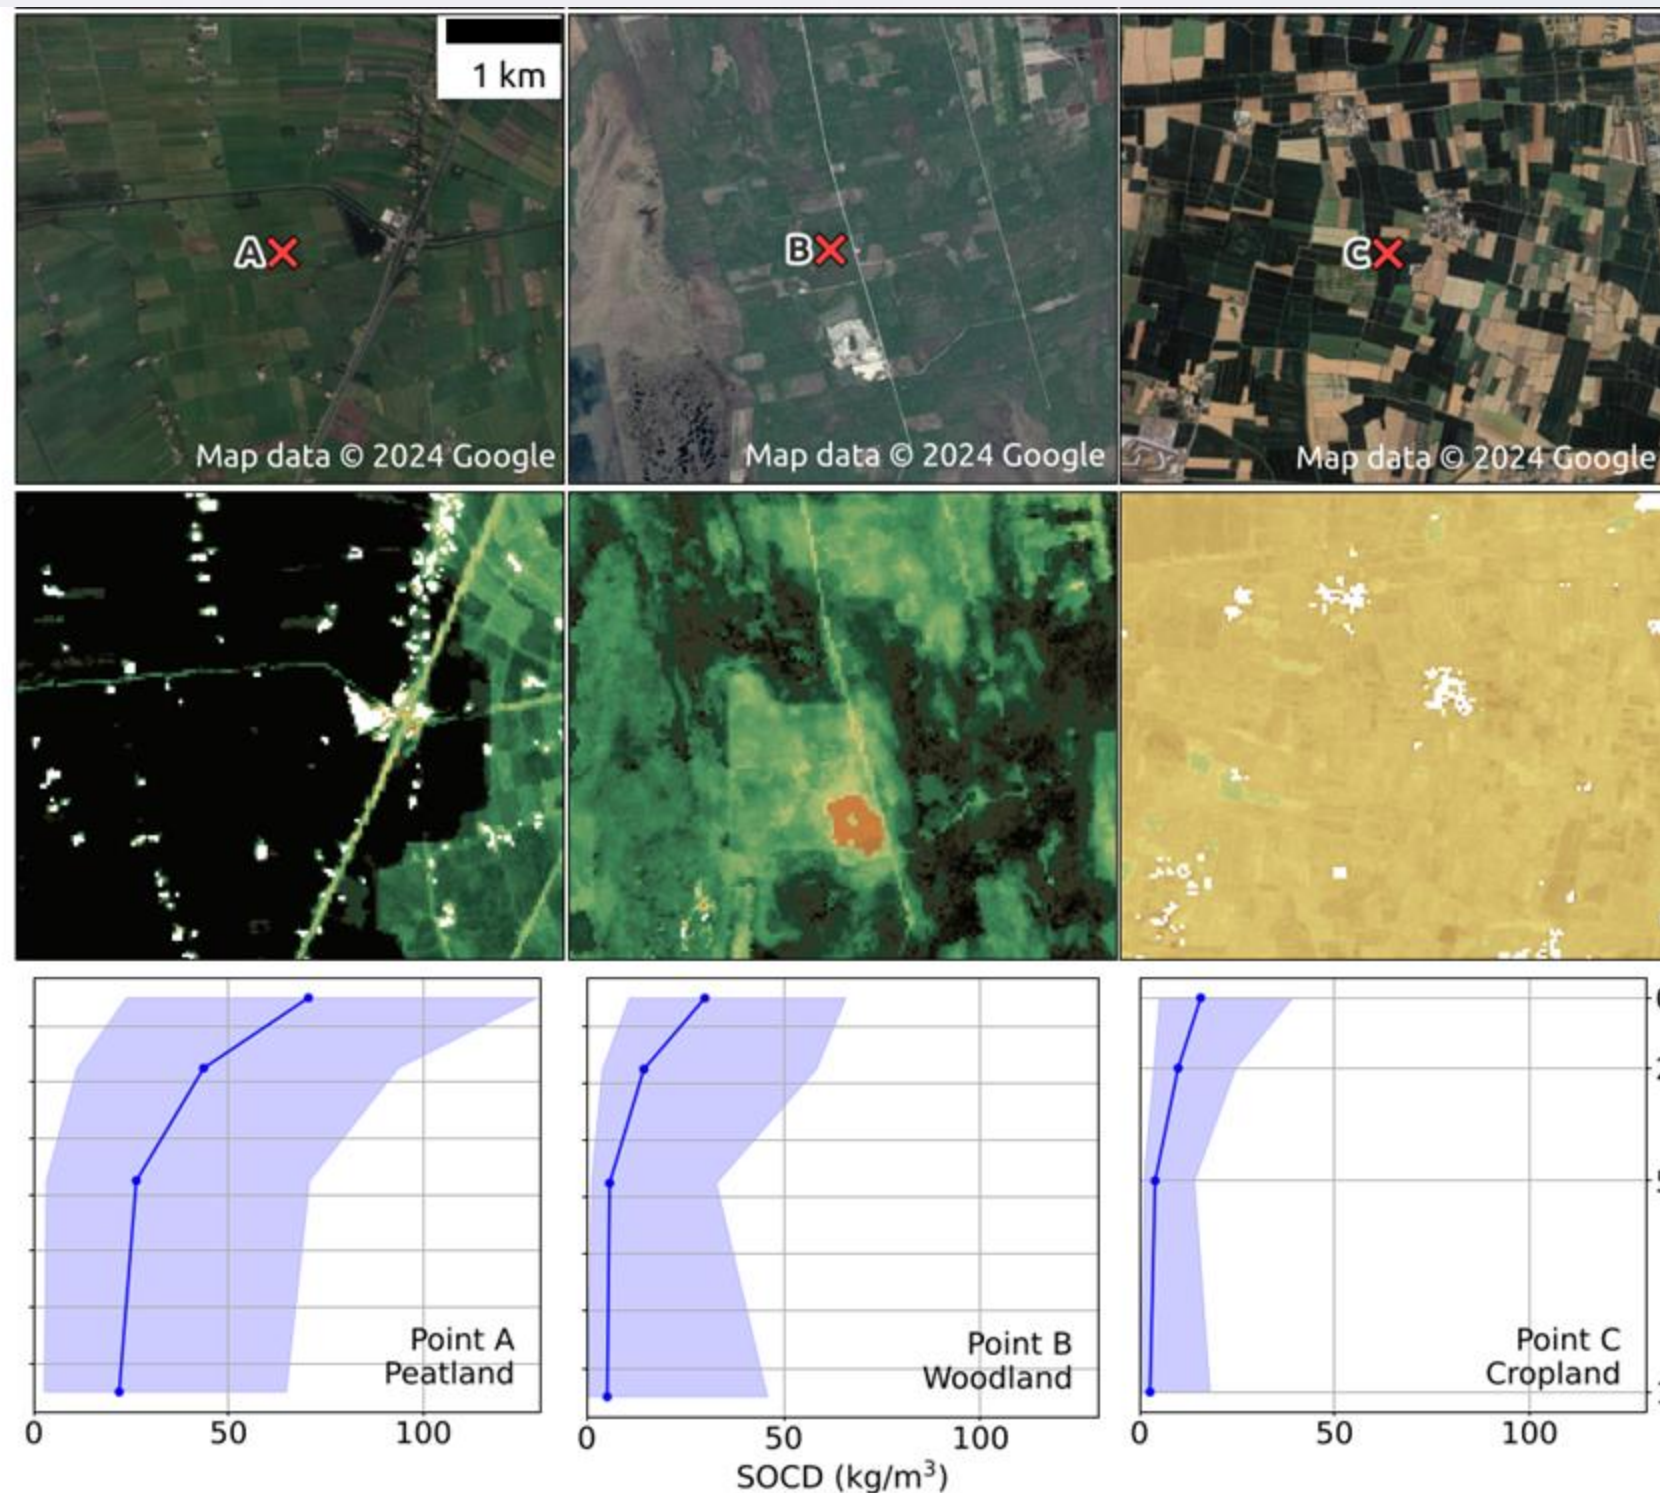 1 km
A
B
C
Map data © 2024 Google
Map data © 2024 Google
Map data © 2024 Google
Point A
Peatland
Point B
Woodland
Point C
Cropland
0 50 100
0 50 100
0 50 100
SOCD (kg/m³)